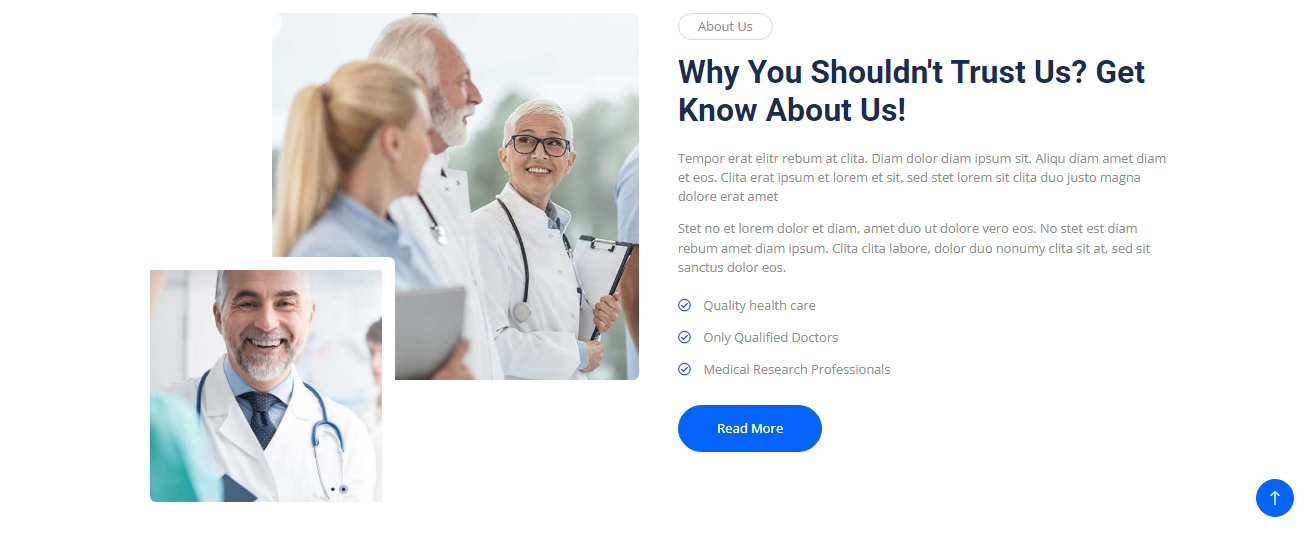 About Us
Why You Shouldn't Trust Us? Get
Know About Us!
Tempor erat elitr rebum at clita. Diam dolor diam ipsum sit. Aliqu diam amet diam
et eos. Clita erat ipsum et lorem et sit, sed stet lorem sit clita duo justo magna
dolore erat amet
Stet no et lorem dolor et diam, amet duo ut dolore vero eos. No stet est diam
rebum amet diam ipsum. Clita clita labore, dolor duo nonumy clita sit at, sed sit
sanctus dolor eos.
Quality health care
Only Qualified Doctors
Medical Research Professionals
Read More